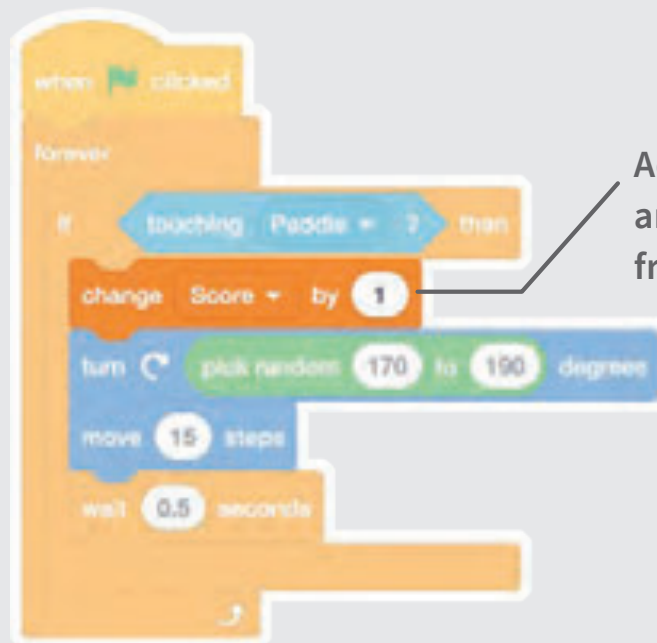 when clicked
forever
if touching Paddle ? then
A
change Score by 1
an
fr
turn pick random 170 to 190 degrees
move 15 steps
wait 0.5 seconds